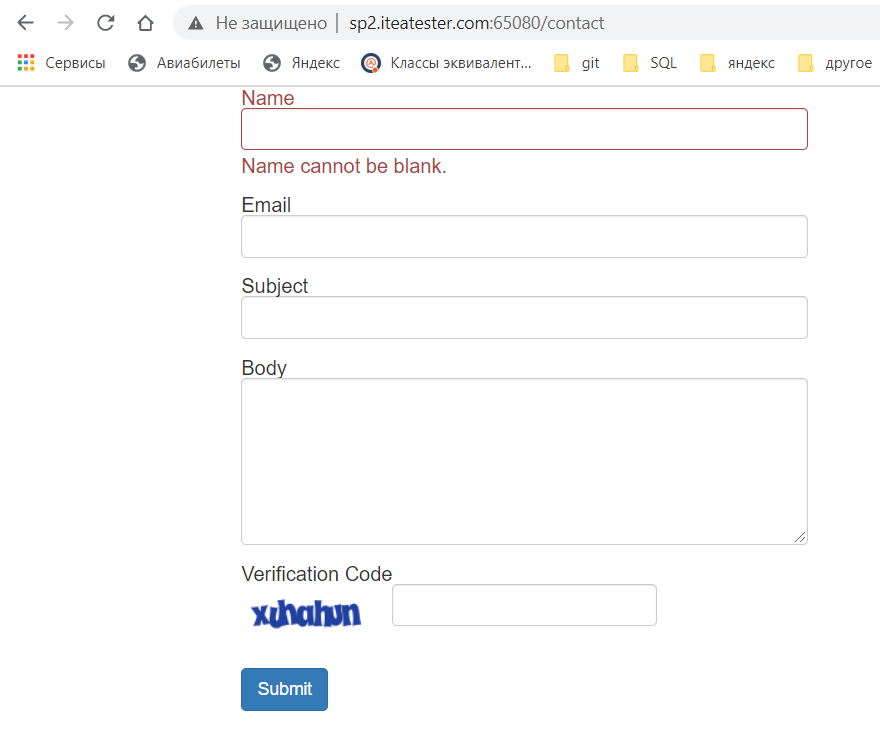 Не защищено sp2.iteatester.com:65080/contact
Сервисы Авиабилеты Яндекс Классы эквивалент... git SQL яндекс другое
Name
Name cannot be blank.
Email
Subject
Body
Verification Code
xuhahun
Submit